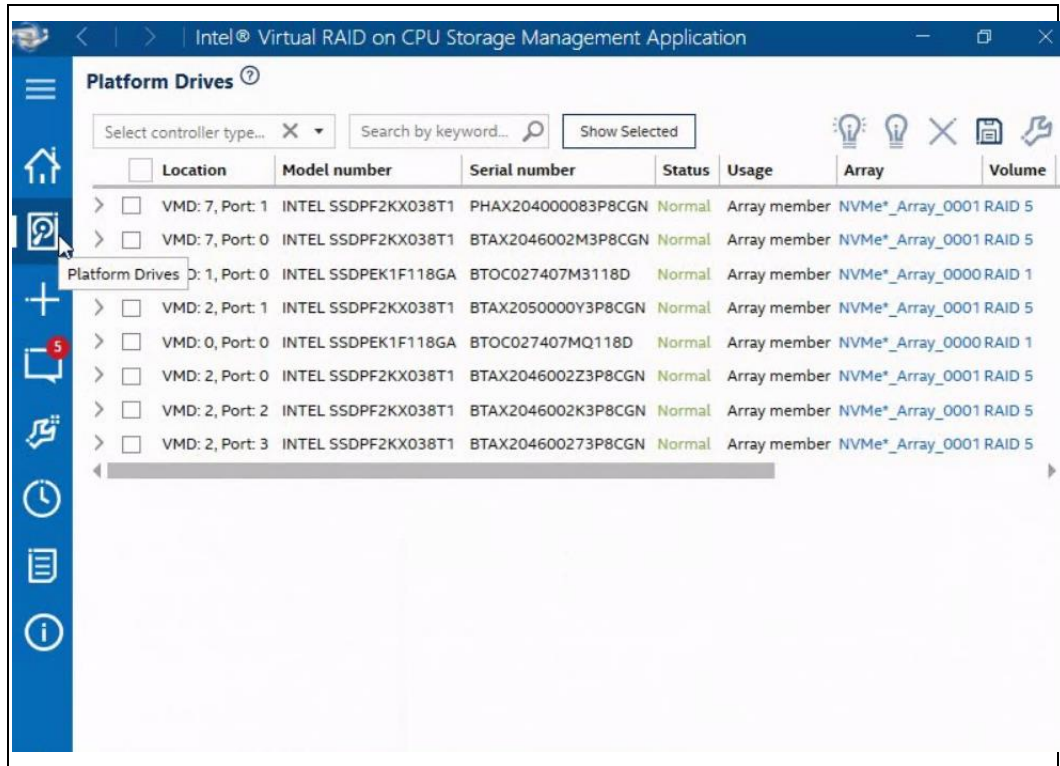 Intel® Virtual RAID on CPU Storage Management Application
Platform Drives ?
Select controller type... Search by keyword... Show Selected
Location Model number Serial number Status Usage Array Volume
VMD: 7, Port: 1 INTEL SSDPF2KX038T1 PHAX204000083P8CGN Normal Array member NVMe*_Array_0001 RAID 5
VMD: 7, Port: 0 INTEL SSDPF2KX038T1 BTAX2046002M3P8CGN Normal Array member NVMe*_Array_0001 RAID 5
Platform Drives D: 1, Port: 0 INTEL SSDPEK1F118GA BTOC027407M3118D Normal Array member NVMe*_Array_0000 RAID 1
VMD: 2, Port: 1 INTEL SSDPF2KX038T1 BTAX2050000Y3P8CGN Normal Array member NVMe*_Array_0001 RAID 5
5
VMD: 0, Port: 0 INTEL SSDPEK1F118GA BTOC027407MQ118D Normal Array member NVMe*_Array_0000 RAID 1
VMD: 2, Port: 0 INTEL SSDPF2KX038T1 BTAX2046002Z3P8CGN Normal Array member NVMe*_Array_0001 RAID 5
VMD: 2, Port: 2 INTEL SSDPF2KX038T1 BTAX2046002K3P8CGN Normal Array member NVMe*_Array_0001 RAID 5
VMD: 2, Port: 3 INTEL SSDPF2KX038T1 BTAX204600273P8CGN Normal Array member NVMe*_Array_0001 RAID 5